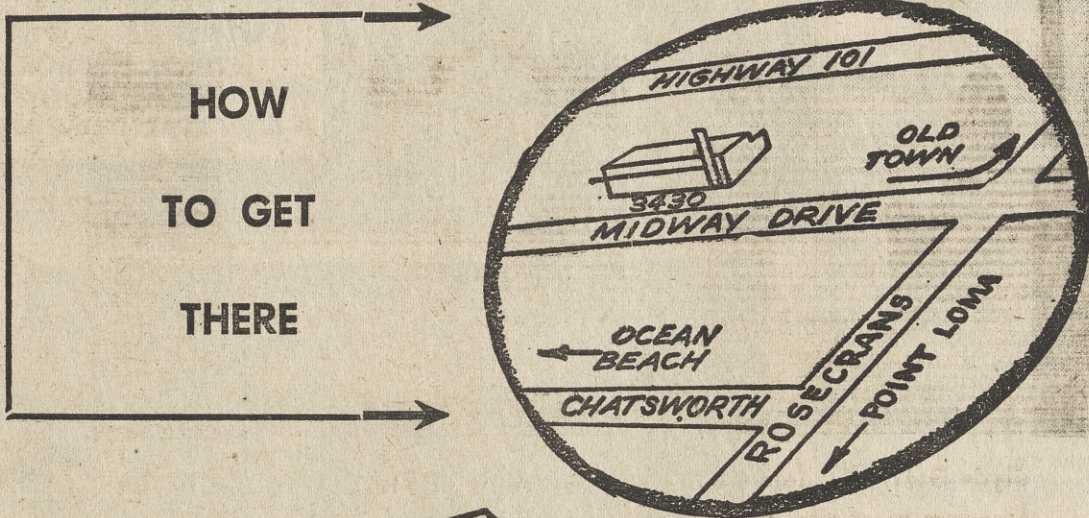 HOW
TO GET
THERE
HIGHWAY 101
OLD
TOWN
3430
MIDWAY DRIVE
OCEAN
BEACH
CHATSWORTH
ROSECRANS
POINT LOMA